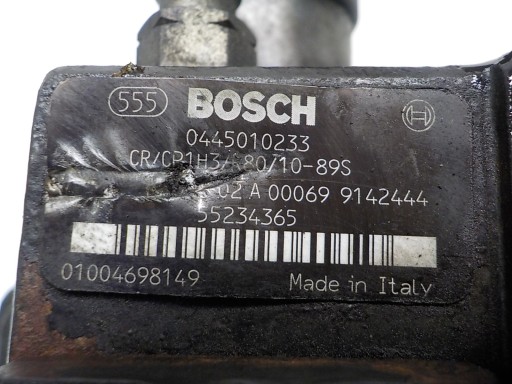 555 BOSCH
0445010233
CR/CP1H3/ 80/10-89S
02 A 00069 9142444
55234365
01004698149 Made in Italy